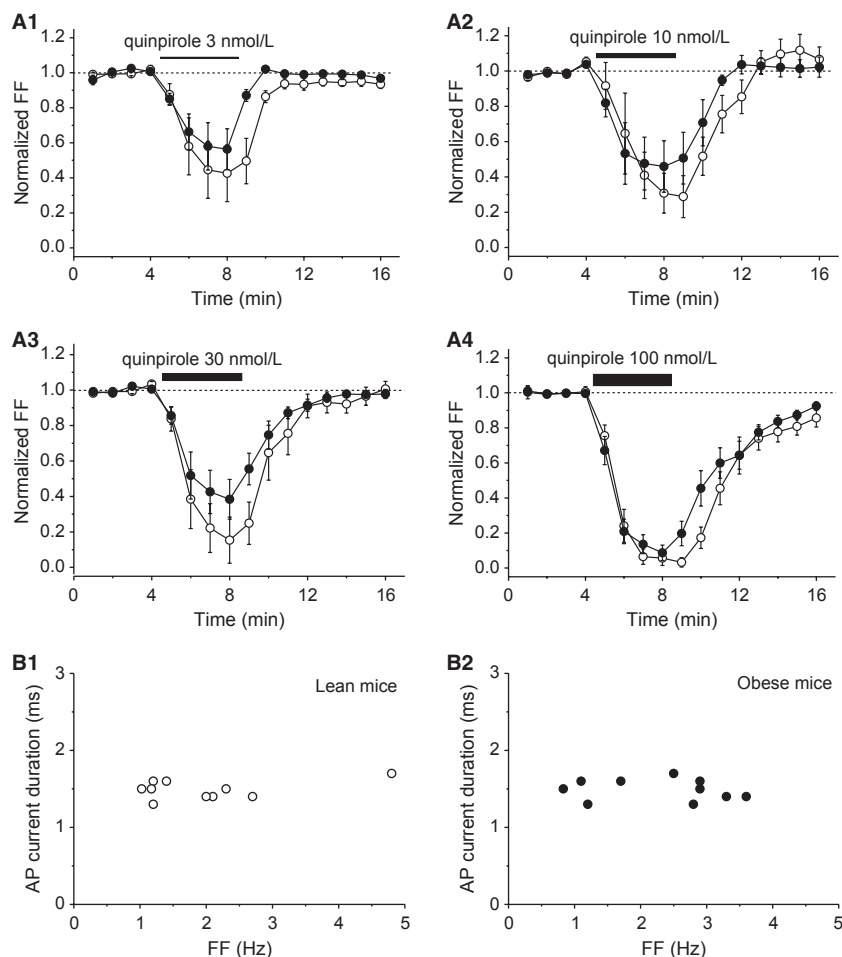 A1
quinpirole 3 nmol/L
Normalized FF
1.2
1.0
0.8
0.6
0.4
0.2
0.0
0 4 8 12 16
Time (min)
A2
quinpirole 10 nmol/L
Normalized FF
1.2
1.0
0.8
0.6
0.4
0.2
0.0
0 4 8 12 16
Time (min)
A3
quinpirole 30 nmol/L
Normalized FF
1.2
1.0
0.8
0.6
0.4
0.2
0.0
0 4 8 12 16
Time (min)
A4
quinpirole 100 nmol/L
Normalized FF
1.2
1.0
0.8
0.6
0.4
0.2
0.0
0 4 8 12 16
Time (min)
B1
Lean mice
AP current duration (ms)
3
2
1
0
1 2 3 4 5
FF (Hz)
B2
Obese mice
AP current duration (ms)
3
2
1
0
0 1 2 3 4 5
FF (Hz)